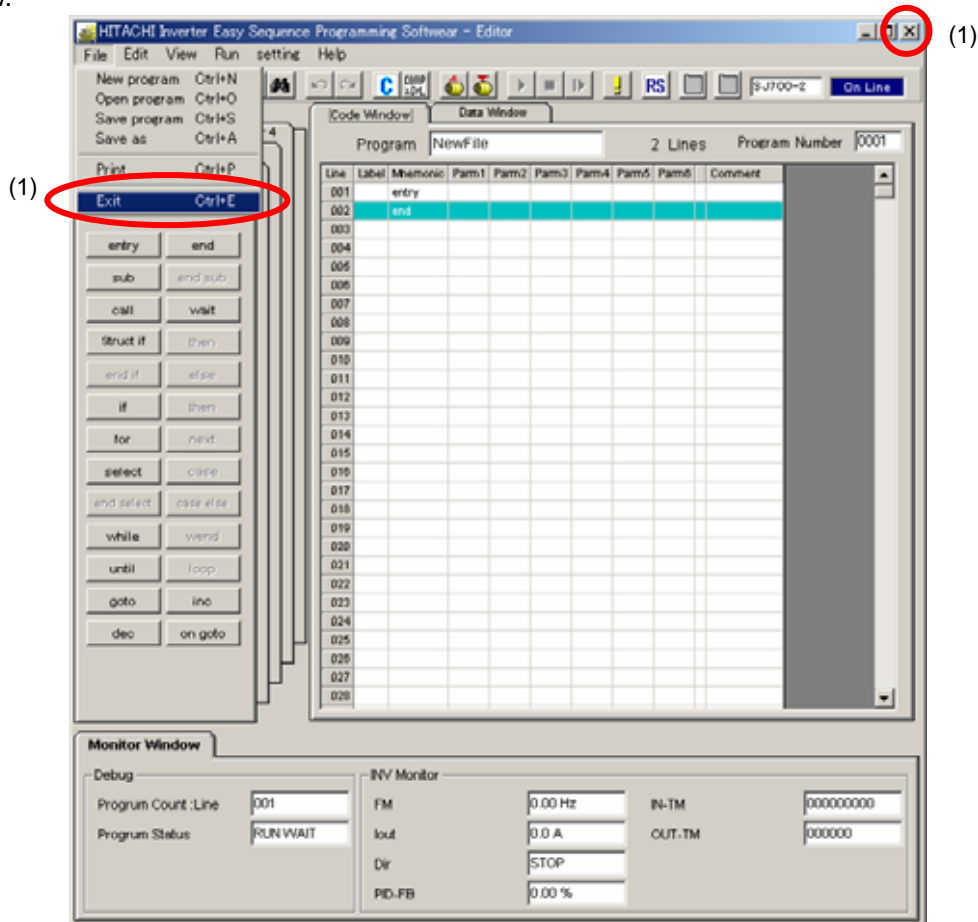 (1)
HITACHI Inverter Easy Sequence Programming Softwear - Editor
File Edit View Run setting Help
New program Ctrl+N
Open program Ctrl+O
Save program Ctrl+S
Save as Ctrl+A
Print Ctrl+P
(1)
Exit Ctrl+E
RS SJ700-2 On Line
4
Code Window Data Window
Program NewFile 2 Lines Program Number 0001
Line Label Mnemonic Parm1 Parm2 Parm3 Parm4 Parm5 Parm6 Comment
001 entry
002 end
003
004
005
006
007
008
009
010
011
012
013
014
015
016
017
018
019
020
021
022
023
024
025
026
027
028
entry end
sub end sub
call wait
Struct if then
end if else
if then
for next
select case
end select case else
while wend
until loop
goto inc
dec on goto
Monitor Window
Debug
Progrum Count :Line 001
Progrum Status RUN WAIT
INV Monitor
FM 0.00 Hz IN-TM 000000000
Iout 0.0 A OUT-TM 000000
Dir STOP
PID-FB 0.00 %